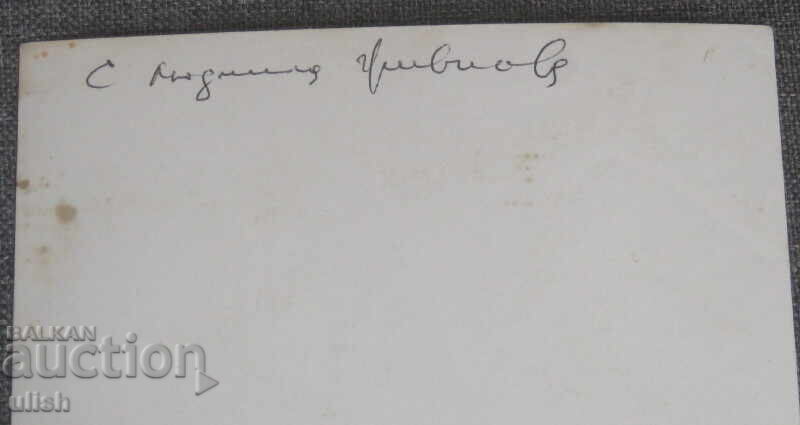 С Людмила Живкова
BALKAN
auction
ulish